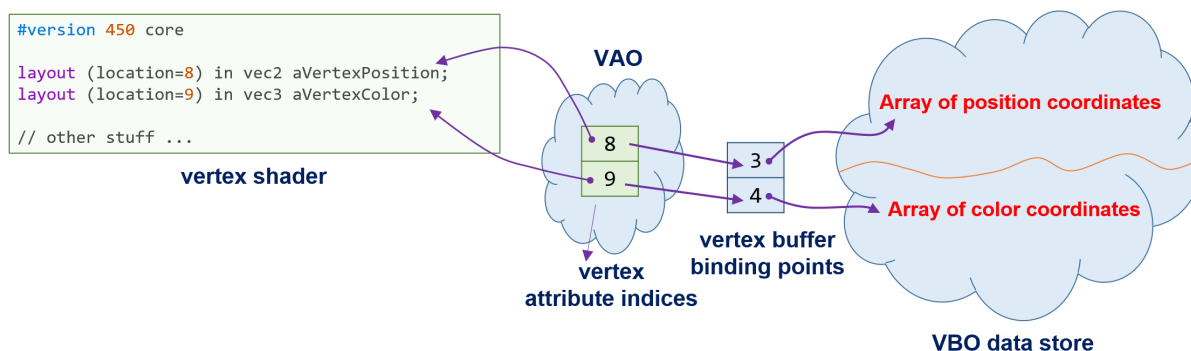 #version 450 core
layout (location=8) in vec2 aVertexPosition;
layout (location=9) in vec3 aVertexColor;
// other stuff ...
vertex shader
VAO
8
9
vertex
attribute indices
3
4
vertex buffer
binding points
Array of position coordinates
Array of color coordinates
VBO data store